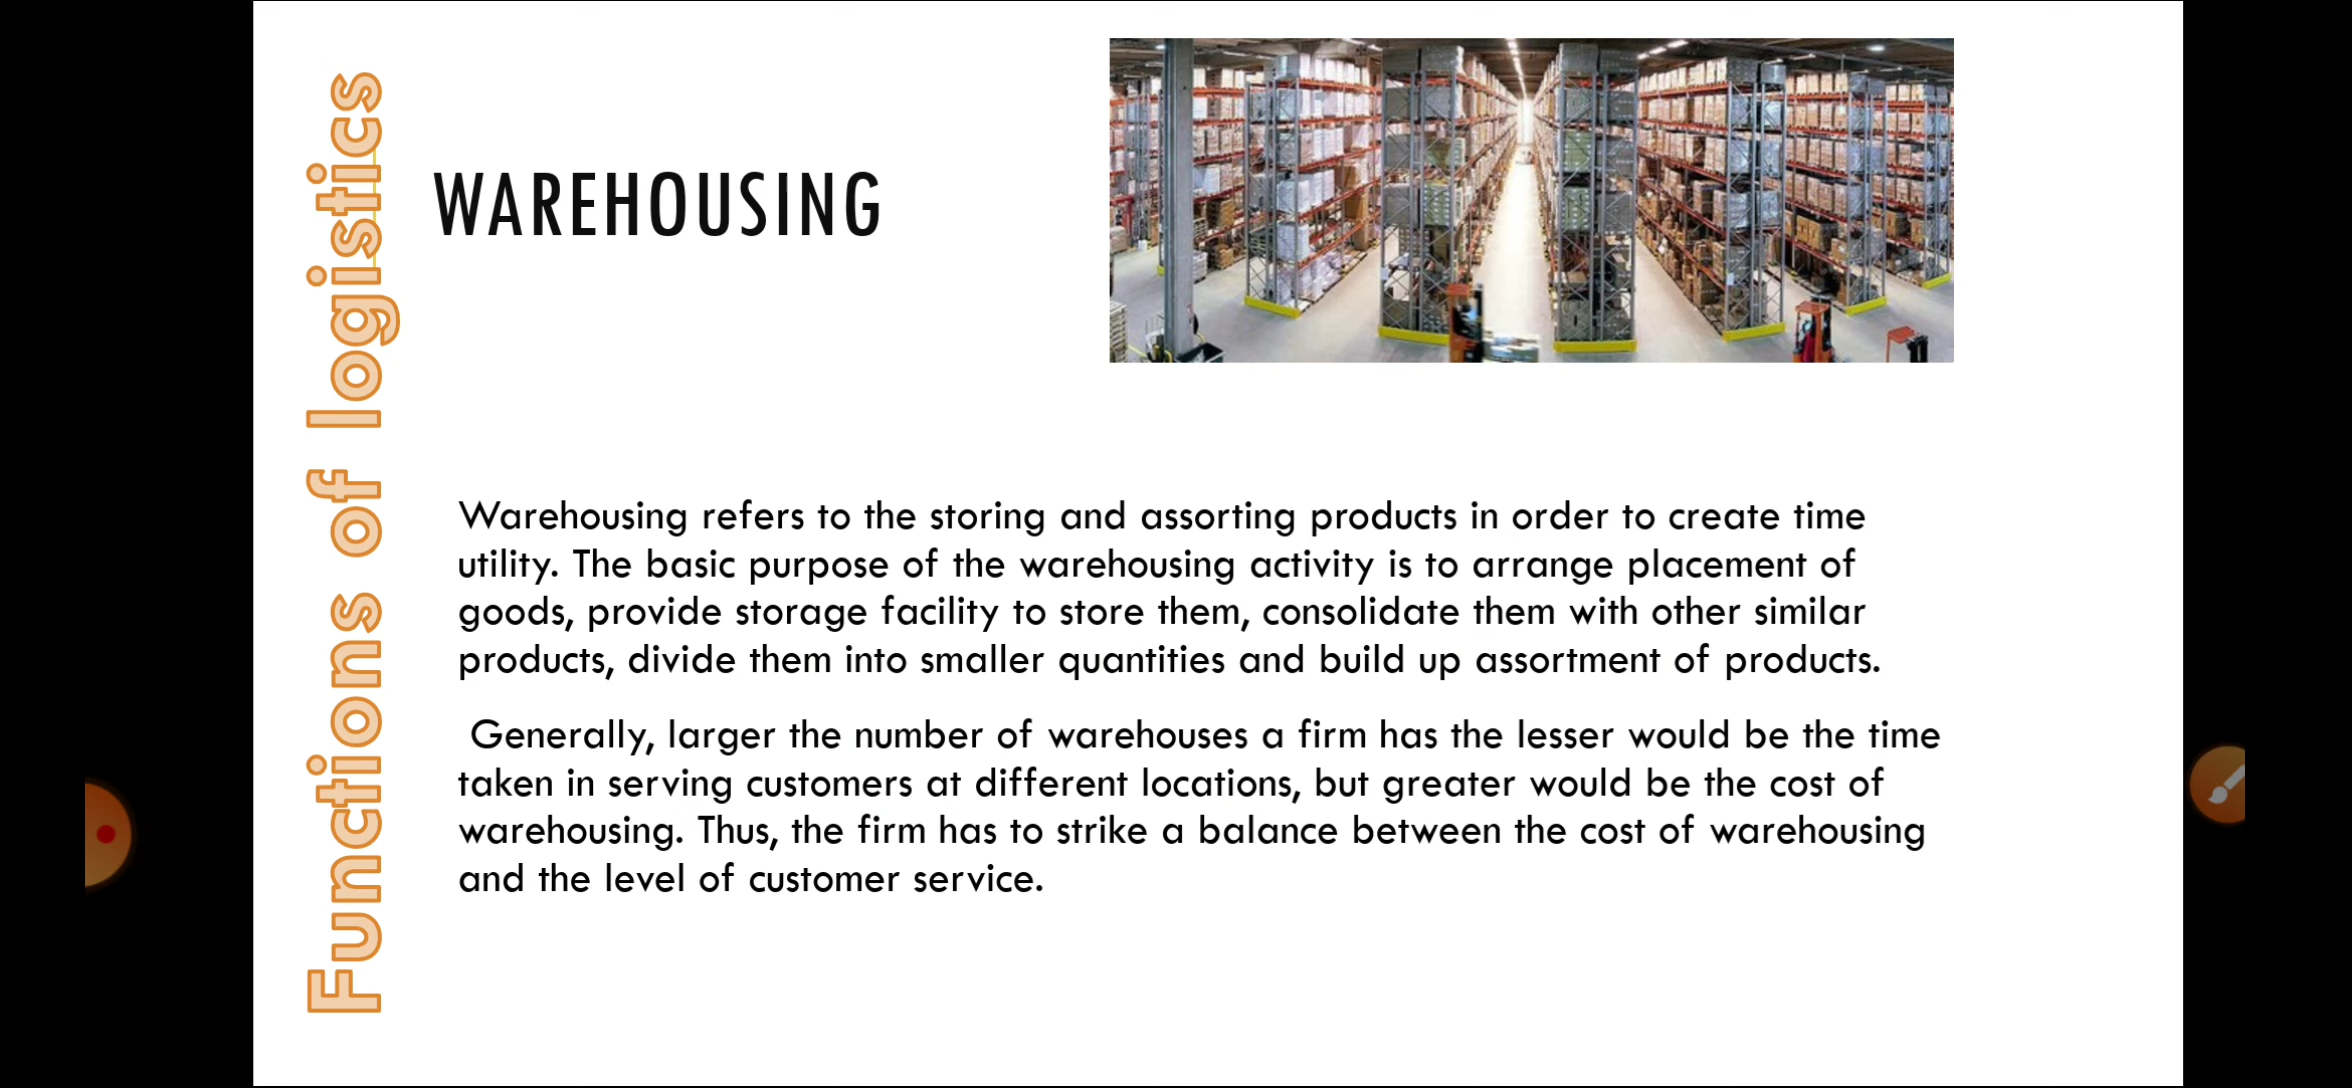 Functions of logistics
WAREHOUSING
Warehousing refers to the storing and assorting products in order to create time
utility. The basic purpose of the warehousing activity is to arrange placement of
goods, provide storage facility to store them, consolidate them with other similar
products, divide them into smaller quantities and build up assortment of products.
Generally, larger the number of warehouses a firm has the lesser would be the time
taken in serving customers at different locations, but greater would be the cost of
warehousing. Thus, the firm has to strike a balance between the cost of warehousing
and the level of customer service.